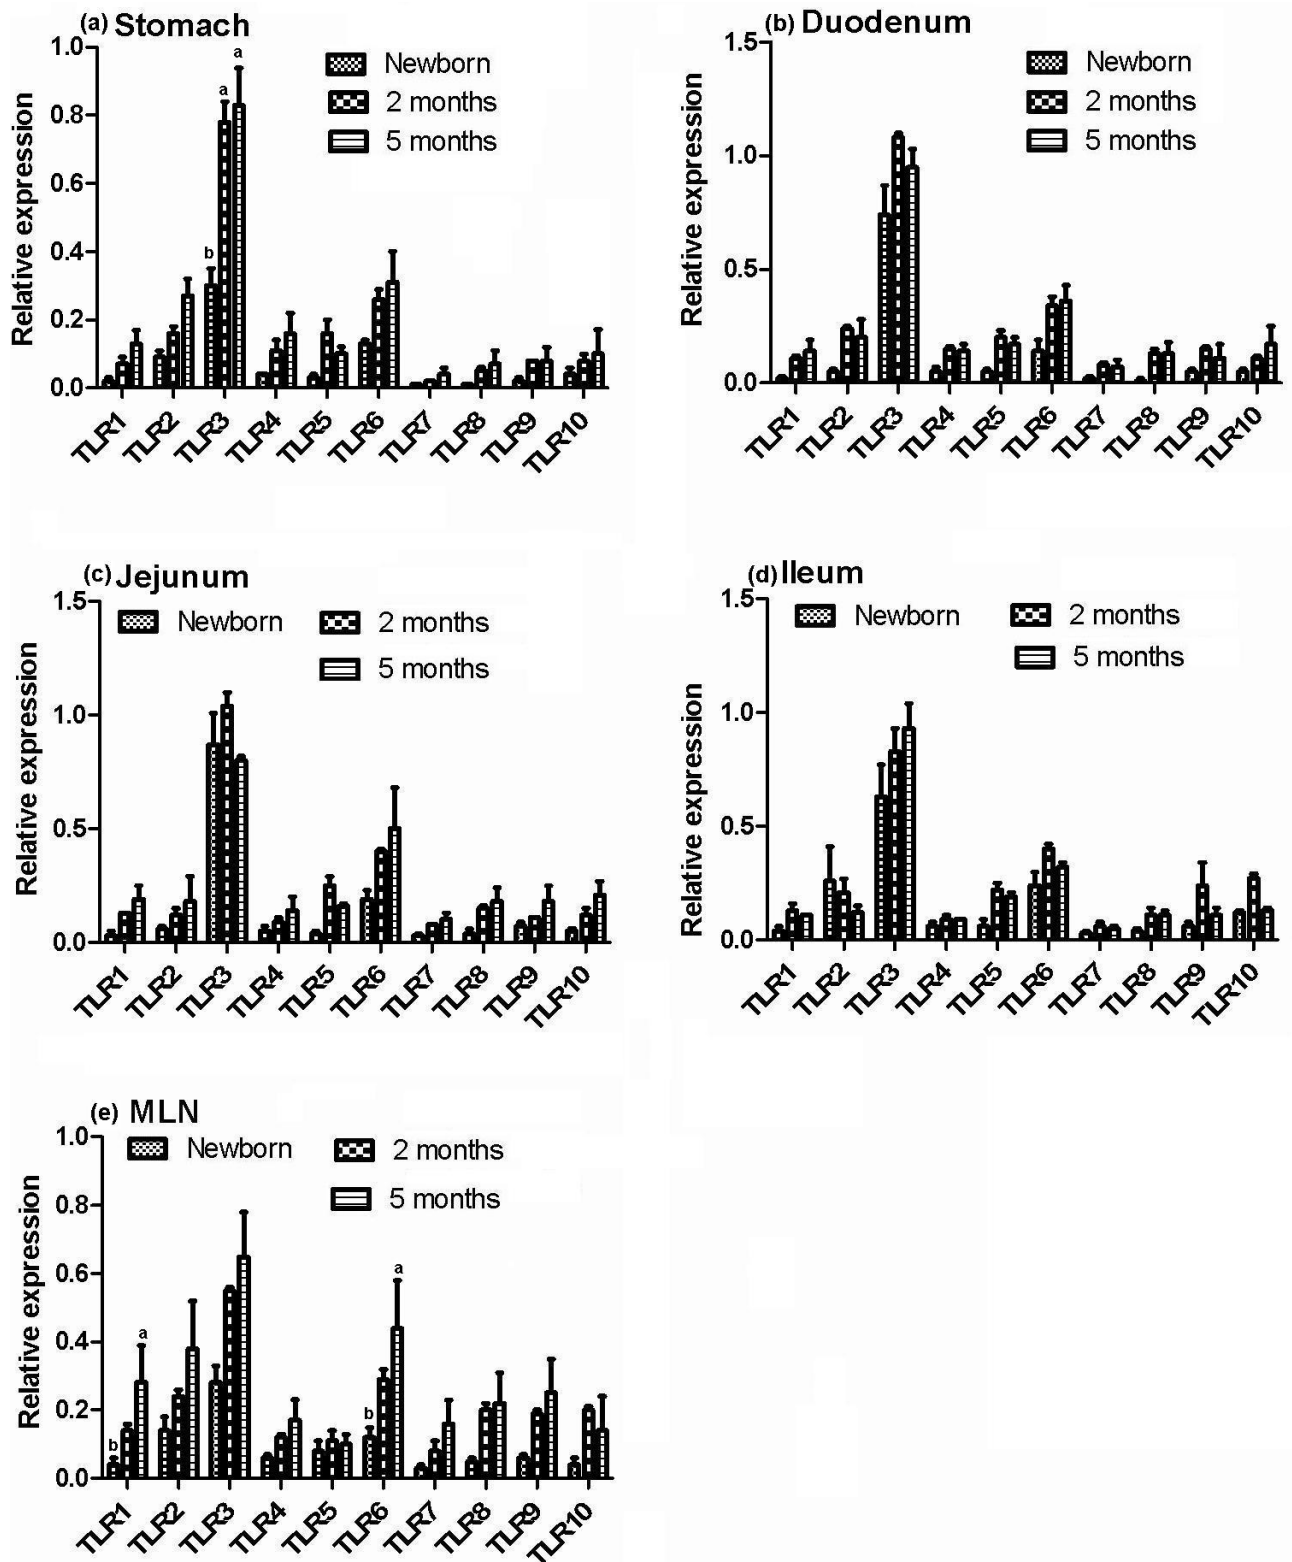 (a) Stomach
Relative expression
1.0
0.8
0.6
0.4
0.2
0.0
Newborn
2 months
5 months
b
a
a
TLR1
TLR2
TLR3
TLR4
TLR5
TLR6
TLR7
TLR8
TLR9
TLR10
(b) Duodenum
Relative expression
1.5
1.0
0.5
0.0
Newborn
2 months
5 months
TLR1
TLR2
TLR3
TLR4
TLR5
TLR6
TLR7
TLR8
TLR9
TLR10
(c) Jejunum
Relative expression
1.5
1.0
0.5
0.0
Newborn
2 months
5 months
TLR1
TLR2
TLR3
TLR4
TLR5
TLR6
TLR7
TLR8
TLR9
TLR10
(d) Ileum
Relative expression
1.5
1.0
0.5
0.0
Newborn
2 months
5 months
TLR1
TLR2
TLR3
TLR4
TLR5
TLR6
TLR7
TLR8
TLR9
TLR10
(e) MLN
Relative expression
1.0
0.8
0.6
0.4
0.2
0.0
Newborn
2 months
5 months
b
a
b
a
TLR1
TLR2
TLR3
TLR4
TLR5
TLR6
TLR7
TLR8
TLR9
TLR10